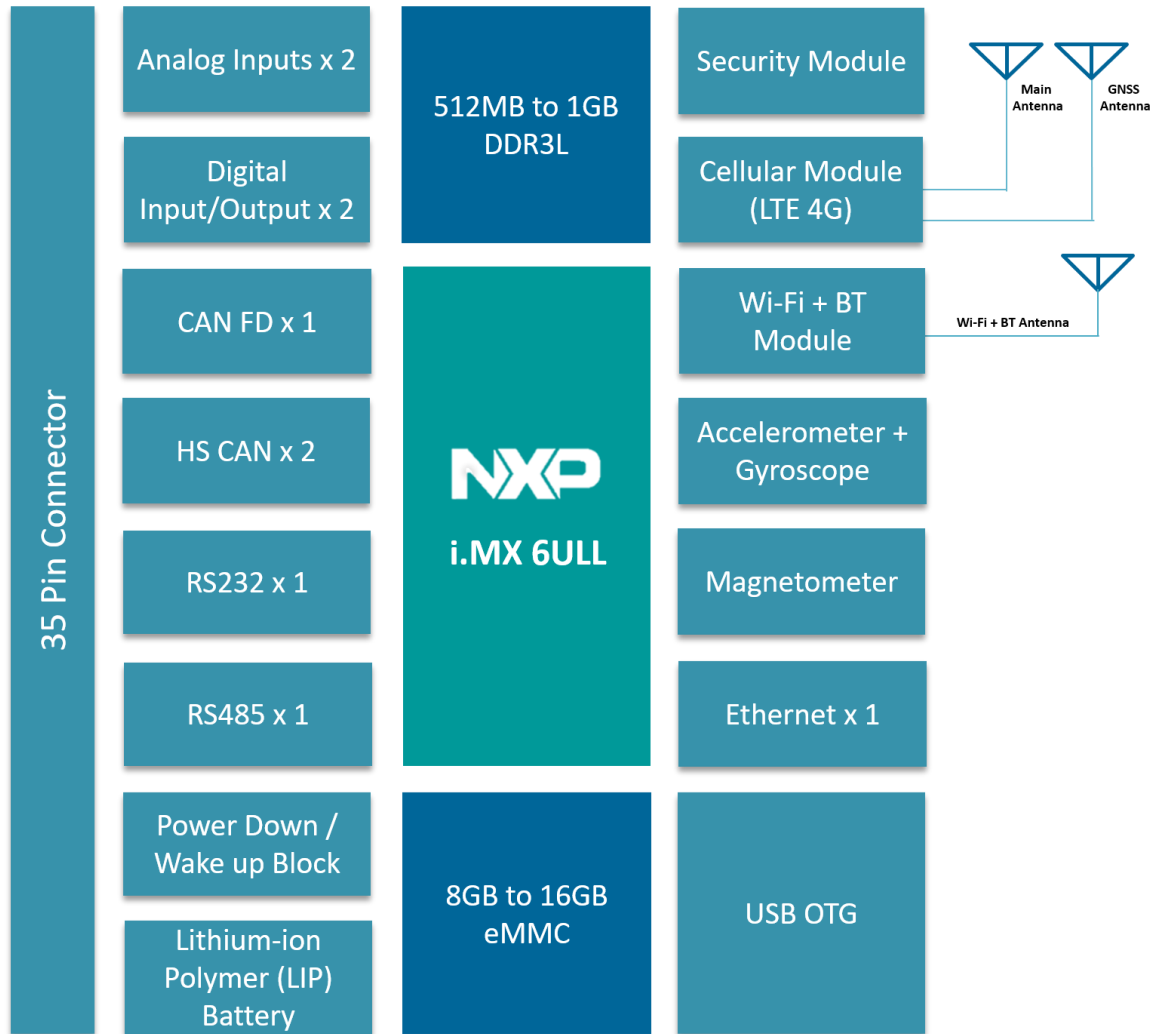 35 Pin Connector
Analog Inputs x 2
Digital
Input/Output x 2
CAN FD x 1
HS CAN x 2
RS232 x 1
RS485 x 1
Power Down /
Wake up Block
Lithium-ion
Polymer (LIP)
Battery
512MB to 1GB
DDR3L
NXP
i.MX 6ULL
8GB to 16GB
eMMC
Security Module
Cellular Module
(LTE 4G)
Wi-Fi + BT
Module
Accelerometer +
Gyroscope
Magnetometer
Ethernet x 1
USB OTG
Main
Antenna
GNSS
Antenna
Wi-Fi + BT Antenna